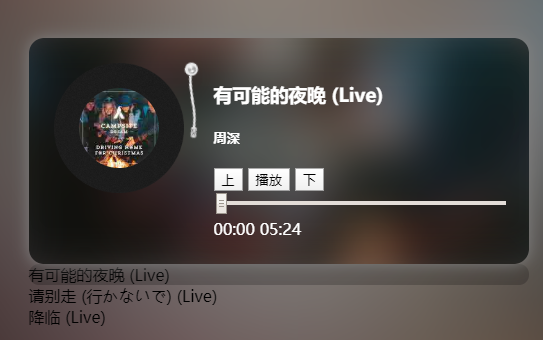 CAMPSITE
DREAM
DRIVING HOME
FOR CHRISTMAS
有可能的夜晚 (Live)
周深
上 播放 下
00:00 05:24
有可能的夜晚 (Live)
请别走 (行かないで) (Live)
降临 (Live)